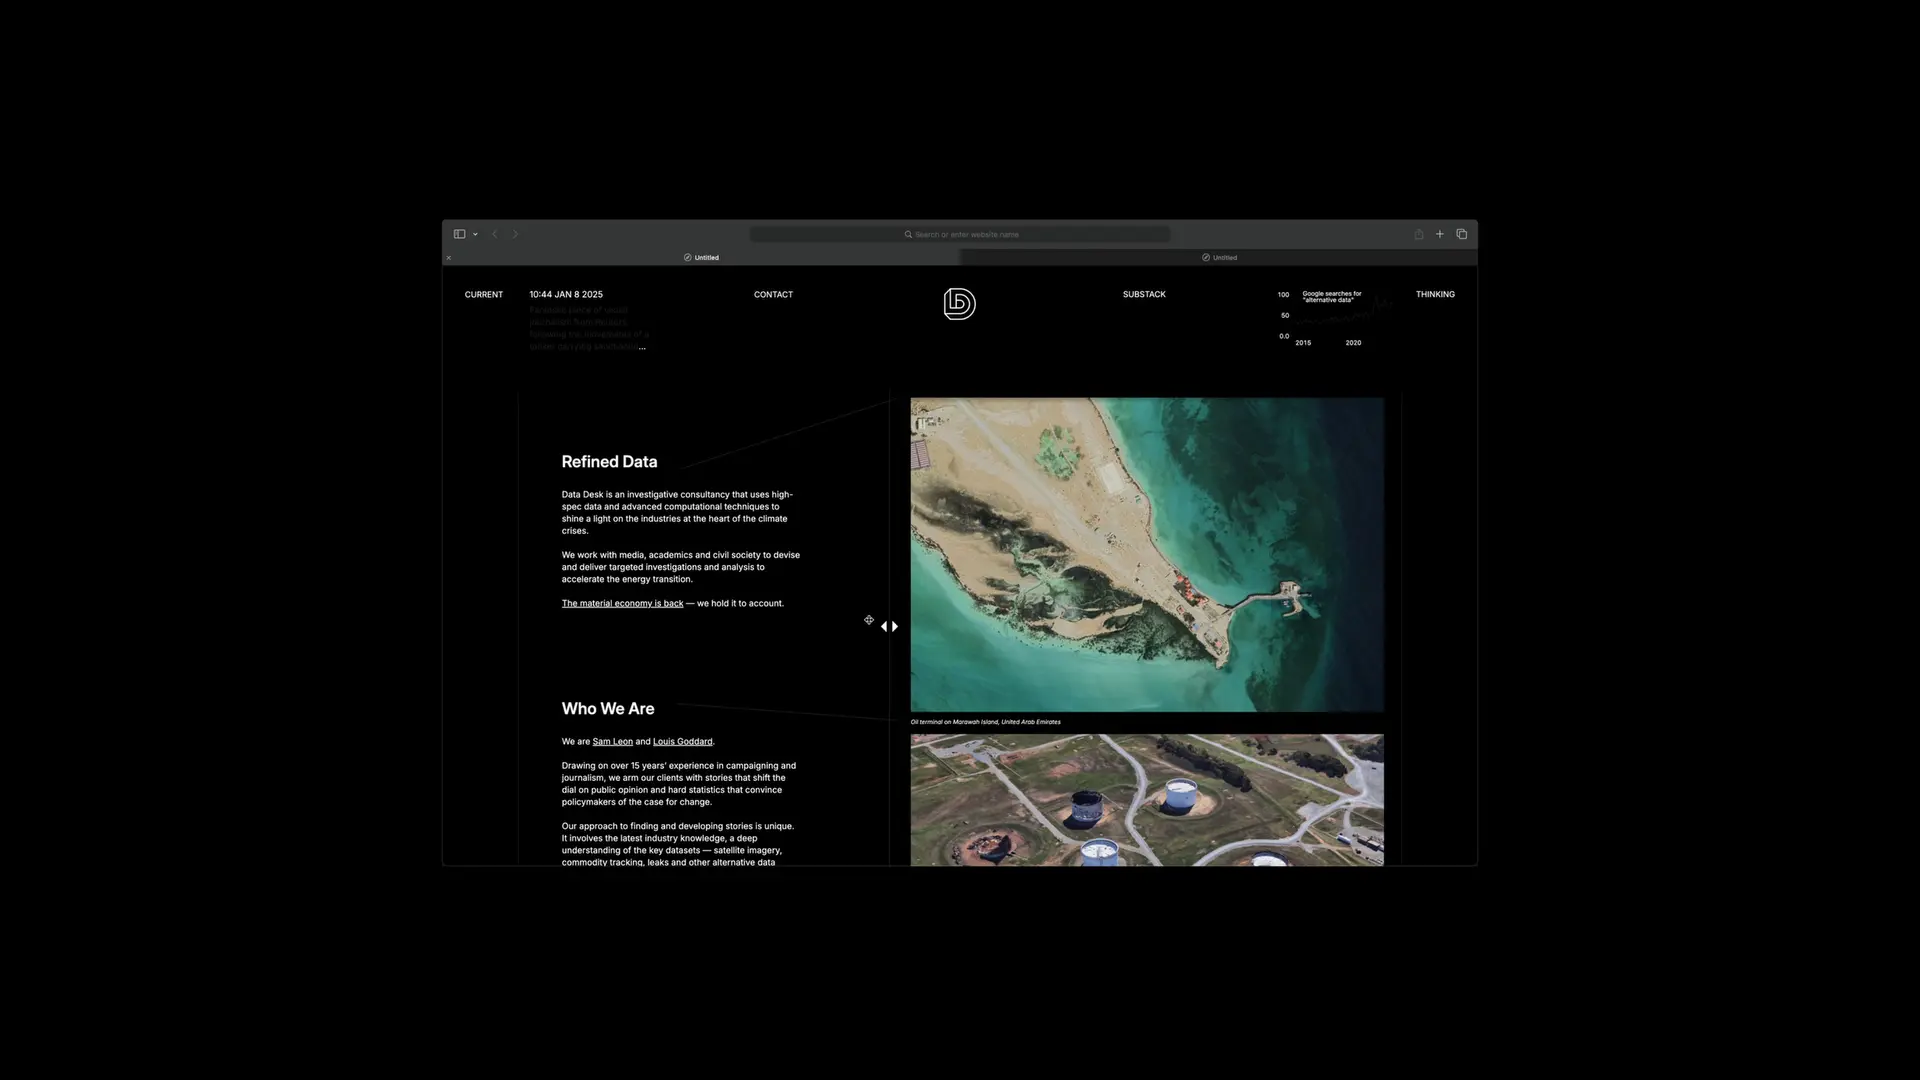 Search or enter website name
Untitled
Untitled
CURRENT
10:44 JAN 8 2025
CONTACT
SUBSTACK
100
50
0.0
Google searches for
"alternative data"
2015
2020
THINKING
...
Refined Data
Data Desk is an investigative consultancy that uses high-
spec data and advanced computational techniques to
shine a light on the industries at the heart of the climate
crises.
We work with media, academics and civil society to devise
and deliver targeted investigations and analysis to
accelerate the energy transition.
The material economy is back — we hold it to account.
Who We Are
We are Sam Leon and Louis Goddard.
Drawing on over 15 years’ experience in campaigning and
journalism, we arm our clients with stories that shift the
dial on public opinion and hard statistics that convince
policymakers of the case for change.
Our approach to finding and developing stories is unique.
It involves the latest industry knowledge, a deep
understanding of the key datasets — satellite imagery,
commodity tracking, leaks and other alternative data
Oil terminal on Marawah Island, United Arab Emirates